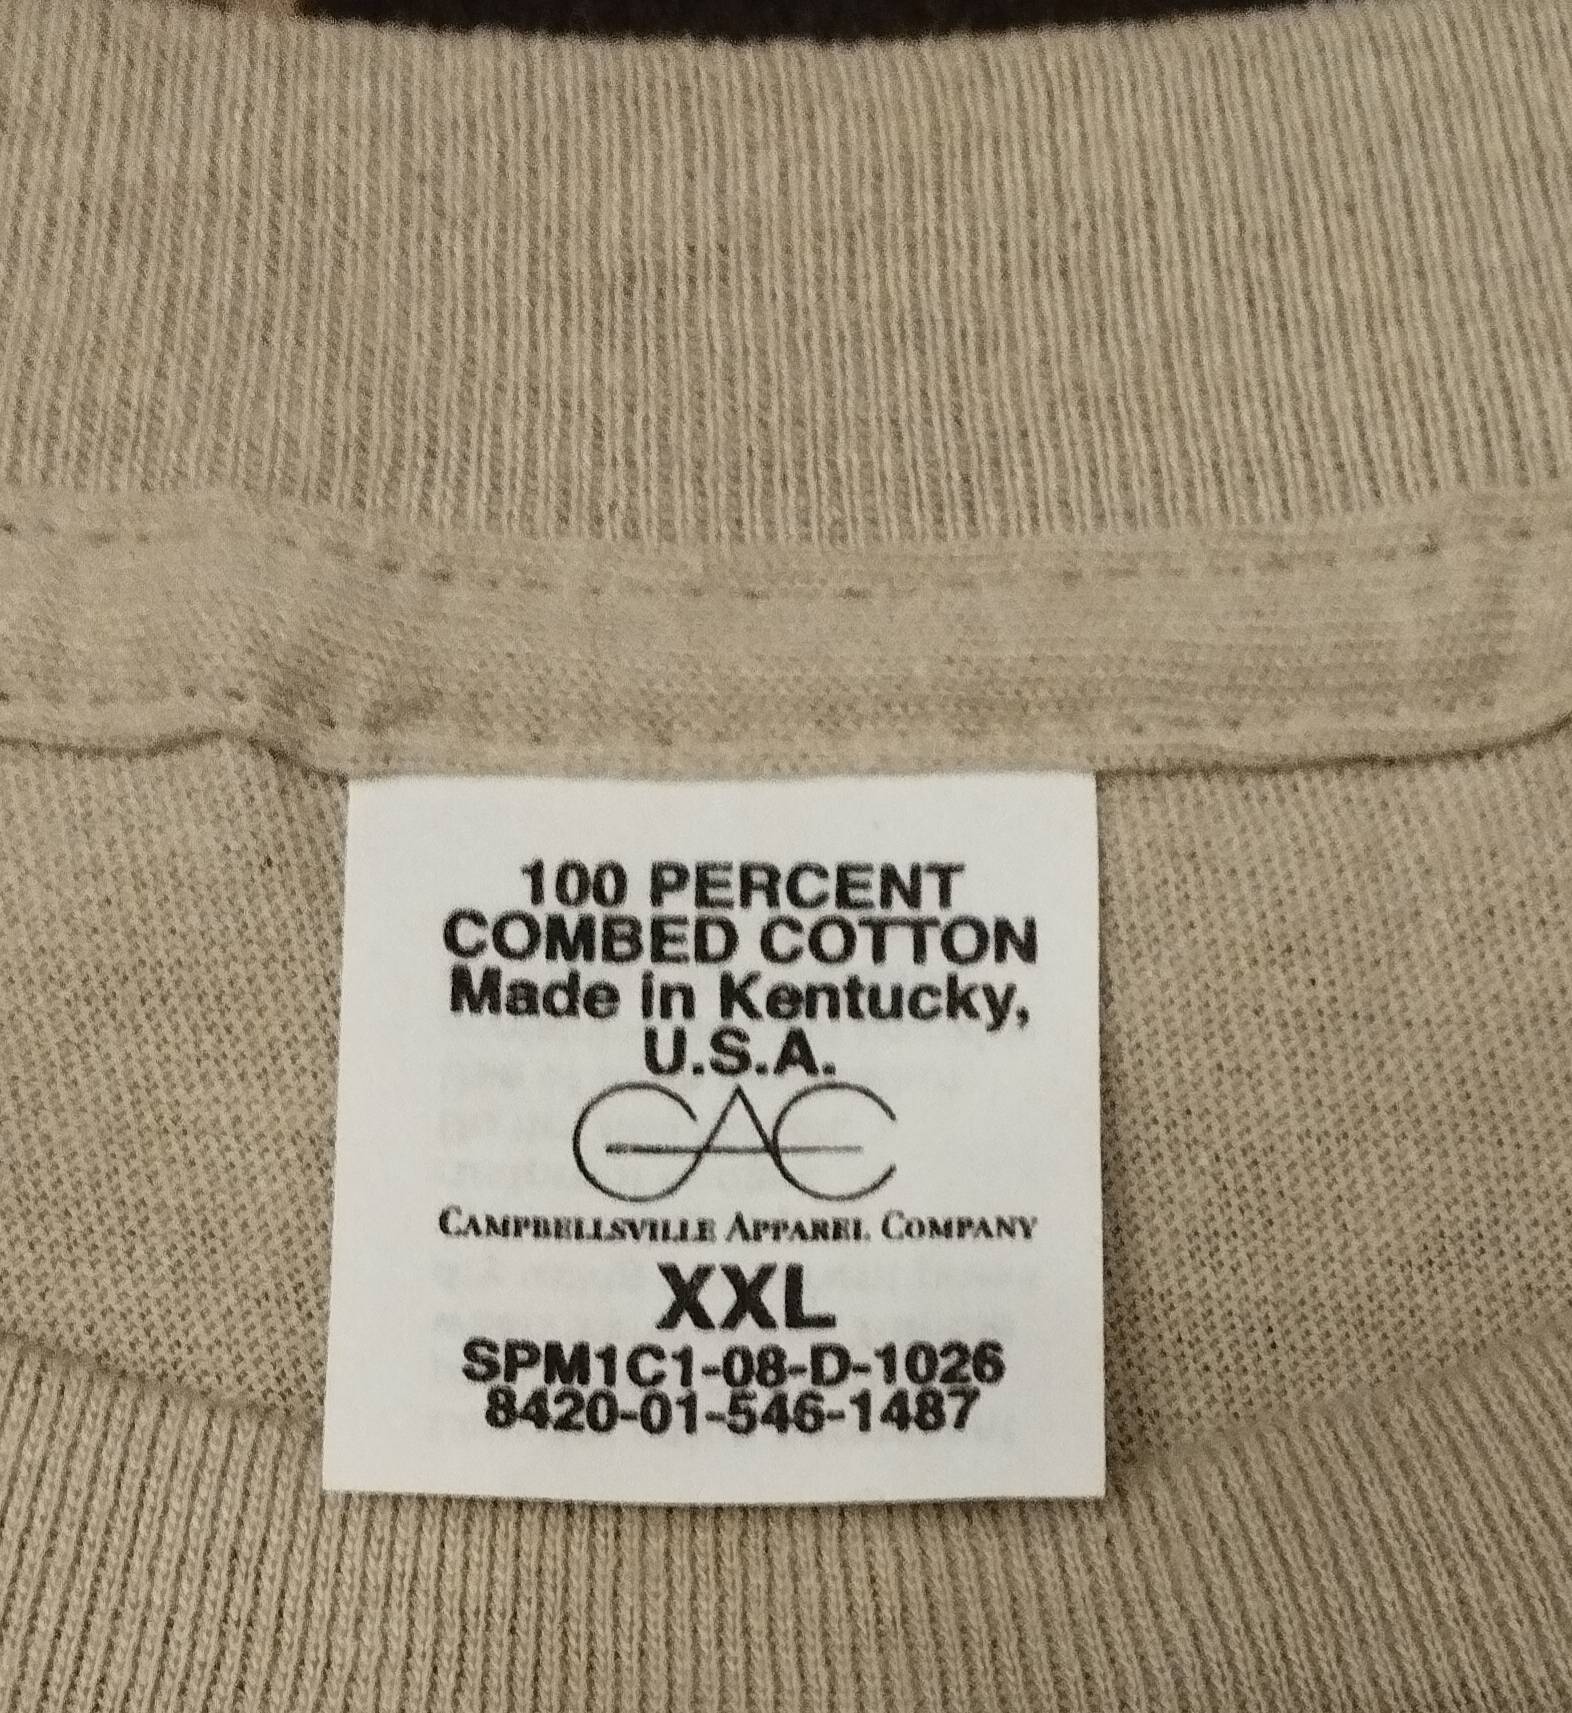 100 PERCENT
COMBED COTTON
Made in Kentucky,
U.S.A.
CAC
CAMPBELLSVILLE APPAREL COMPANY
XXL
SPM1C1-08-D-1026
8420-01-546-1487